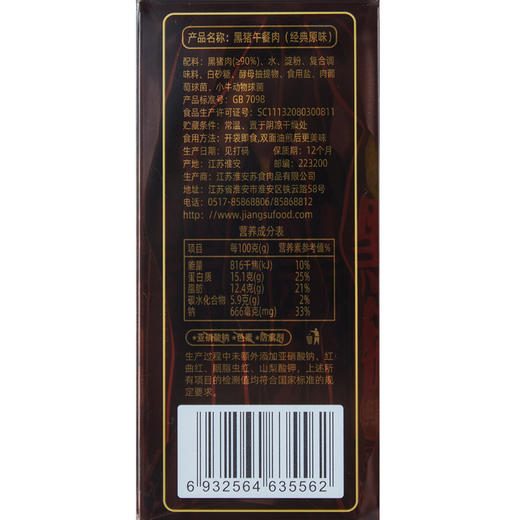 产品名称：黑猪午餐肉（经典原味）
配料：黑猪肉(≥90%)、水、淀粉、复合调
味料、白砂糖、酵母抽提物、食用盐、肉葡
萄球菌、小牛动物球菌
产品标准号：GB 7098
食品生产许可证号：SC11132080300811
贮藏条件：常温、置于阴凉干燥处
食用方法：开袋即食,双面油煎后更美味
生产日期：见打码 保质期：12个月
产地：江苏淮安 邮编：223200
生产商：江苏淮安苏食肉品有限公司
地址：江苏省淮安市淮安区铁云路58号
电话：0517-85868806/85868812
网址：http://www.jiangsufood.com/
营养成分表
项目 每100克(g) 营养素参考值%
能量 816千焦(kJ) 10%
蛋白质 15.1克(g) 25%
脂肪 12.4克(g) 21%
碳水化合物 5.9克(g) 2%
钠 666毫克(mg) 33%
*亚硝酸钠 *色素 *防腐剂
生产过程中未额外添加亚硝酸钠、红
曲红、胭脂虫红、山梨酸钾，上述所
有项目的检测值均符合国家标准的规
定。
6 932564 635562